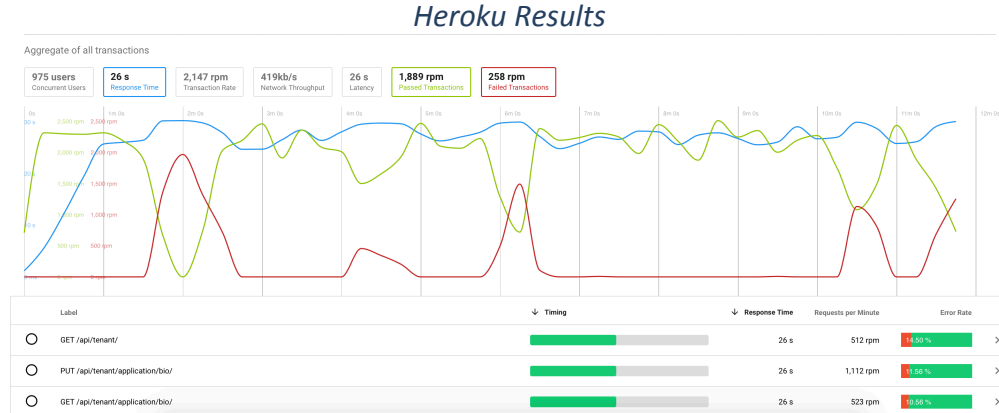 Heroku Results
Aggregate of all transactions
975 users 26 s 2,147 rpm 419kb/s 26 s 1,889 rpm 258 rpm
Concurrent Users Response Time Transaction Rate Network Throughput Latency Passed Transactions Failed Transactions
0s 1m 0s 2m 0s 3m 0s 4m 0s 5m 0s 6m 0s 7m 0s 8m 0s 9m 0s 10m 0s 11m 0s 12m 0s
30 s 2,500 rpm 2,500 rpm
2,000 rpm 2,000 rpm
20 s
1,500 rpm 1,500 rpm
1,000 rpm 1,000 rpm
10 s
500 rpm 500 rpm
Label Timing Response Time Requests per Minute Error Rate
GET /api/tenant/ 26 s 512 rpm 14.50 %
PUT /api/tenant/application/bio/ 26 s 1,112 rpm 11.56 %
GET /api/tenant/application/bio/ 26 s 523 rpm 10.56 %